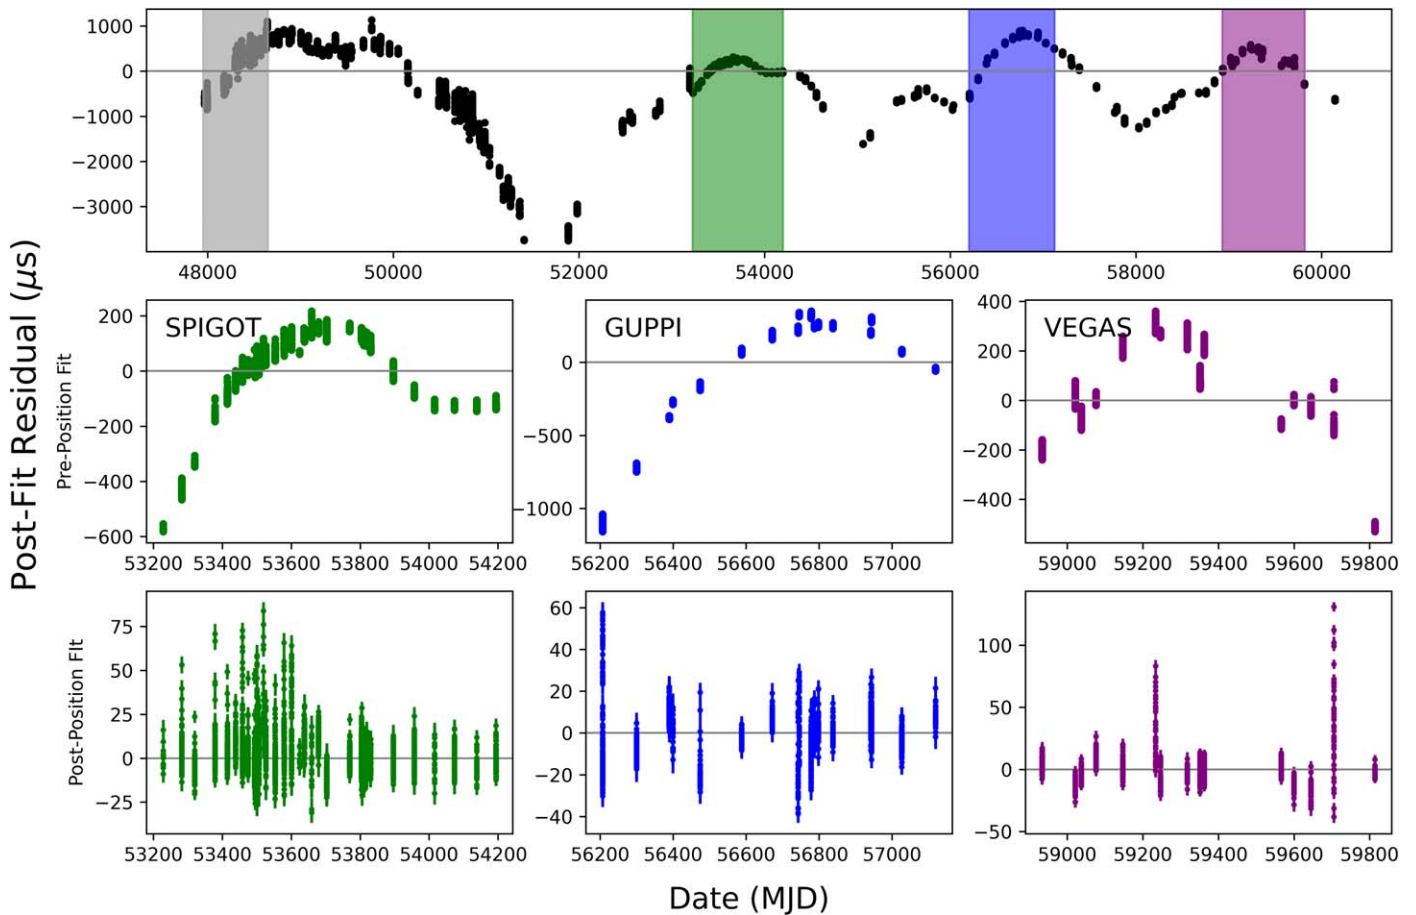 1000
0
−1000
−2000
−3000
48000 50000 52000 54000 56000 58000 60000
Post-Fit Residual (μs)
Pre-Position Fit
SPIGOT
200
0
−200
−400
−600
53200 53400 53600 53800 54000 54200
GUPPI
0
−500
−1000
56200 56400 56600 56800 57000
VEGAS
400
200
0
−200
−400
59000 59200 59400 59600 59800
Post-Position FIt
75
50
25
0
−25
53200 53400 53600 53800 54000 54200
60
40
20
0
−20
−40
56200 56400 56600 56800 57000
100
50
0
−50
59000 59200 59400 59600 59800
Date (MJD)